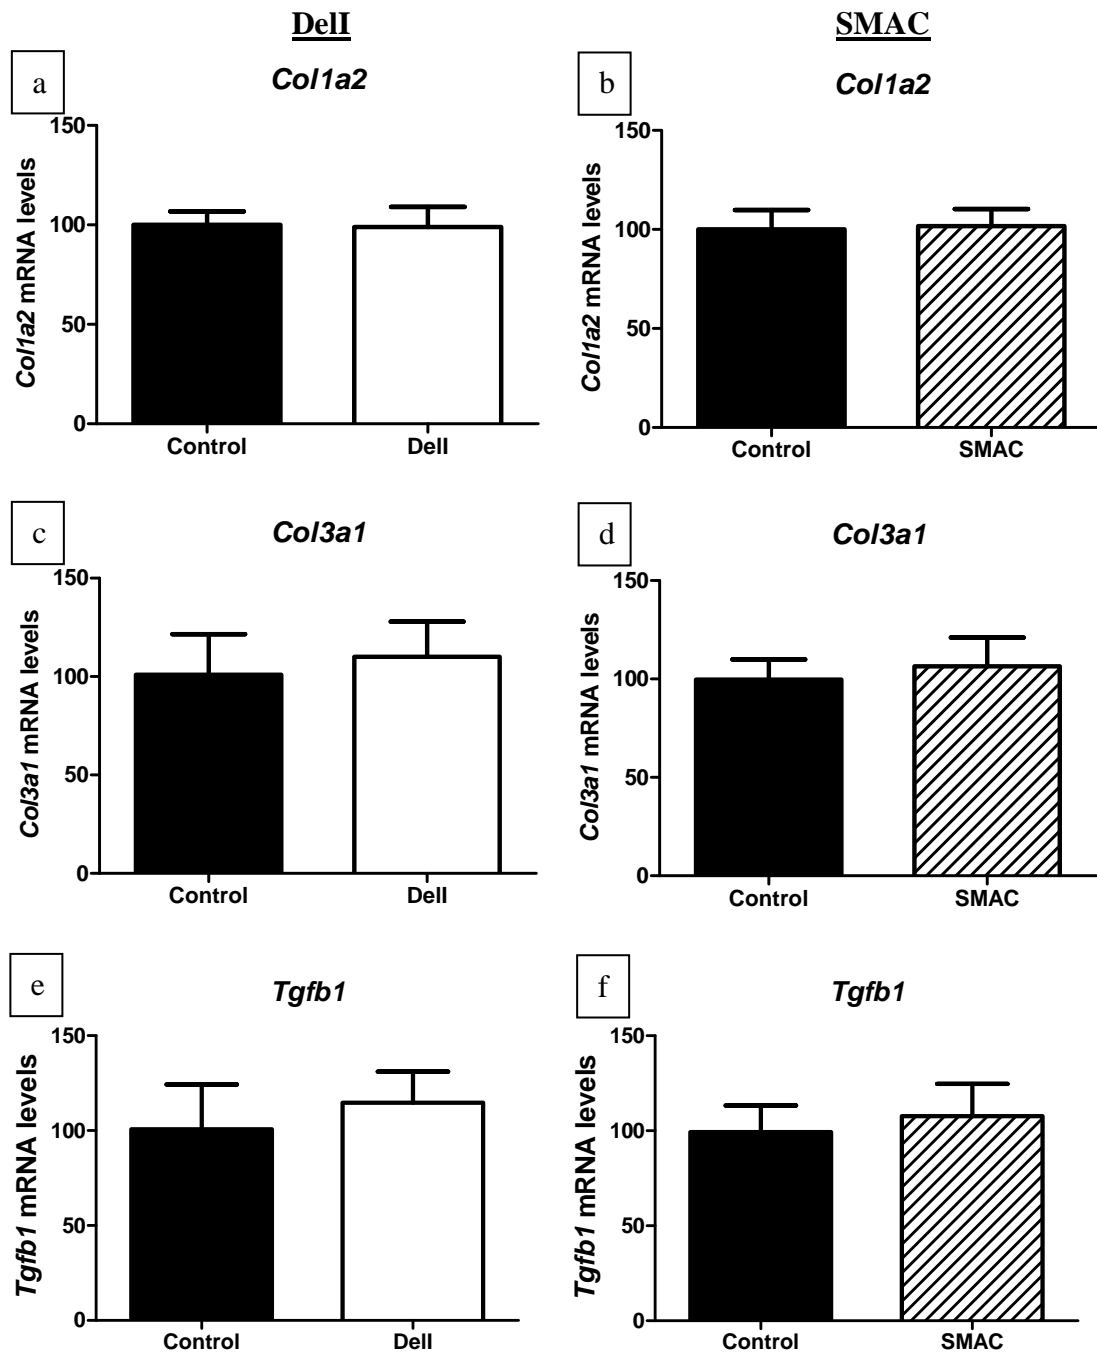 DelI
SMAC
a
Col1a2
150
100
50
0
Col1a2 mRNA levels
Control
DelI
b
Col1a2
150
100
50
0
Col1a2 mRNA levels
Control
SMAC
c
Col3a1
150
100
50
0
Col3a1 mRNA levels
Control
DelI
d
Col3a1
150
100
50
0
Col3a1 mRNA levels
Control
SMAC
e
Tgfb1
150
100
50
0
Tgfb1 mRNA levels
Control
DelI
f
Tgfb1
150
100
50
0
Tgfb1 mRNA levels
Control
SMAC